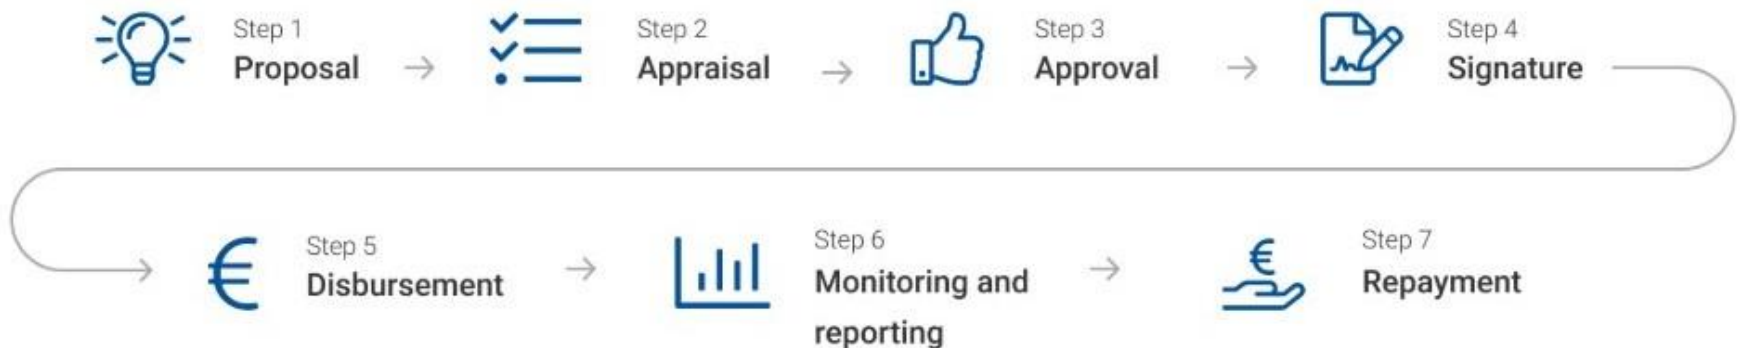 Step 1
Proposal
Step 2
Appraisal
Step 3
Approval
Step 4
Signature
Step 5
Disbursement
Step 6
Monitoring and
reporting
Step 7
Repayment